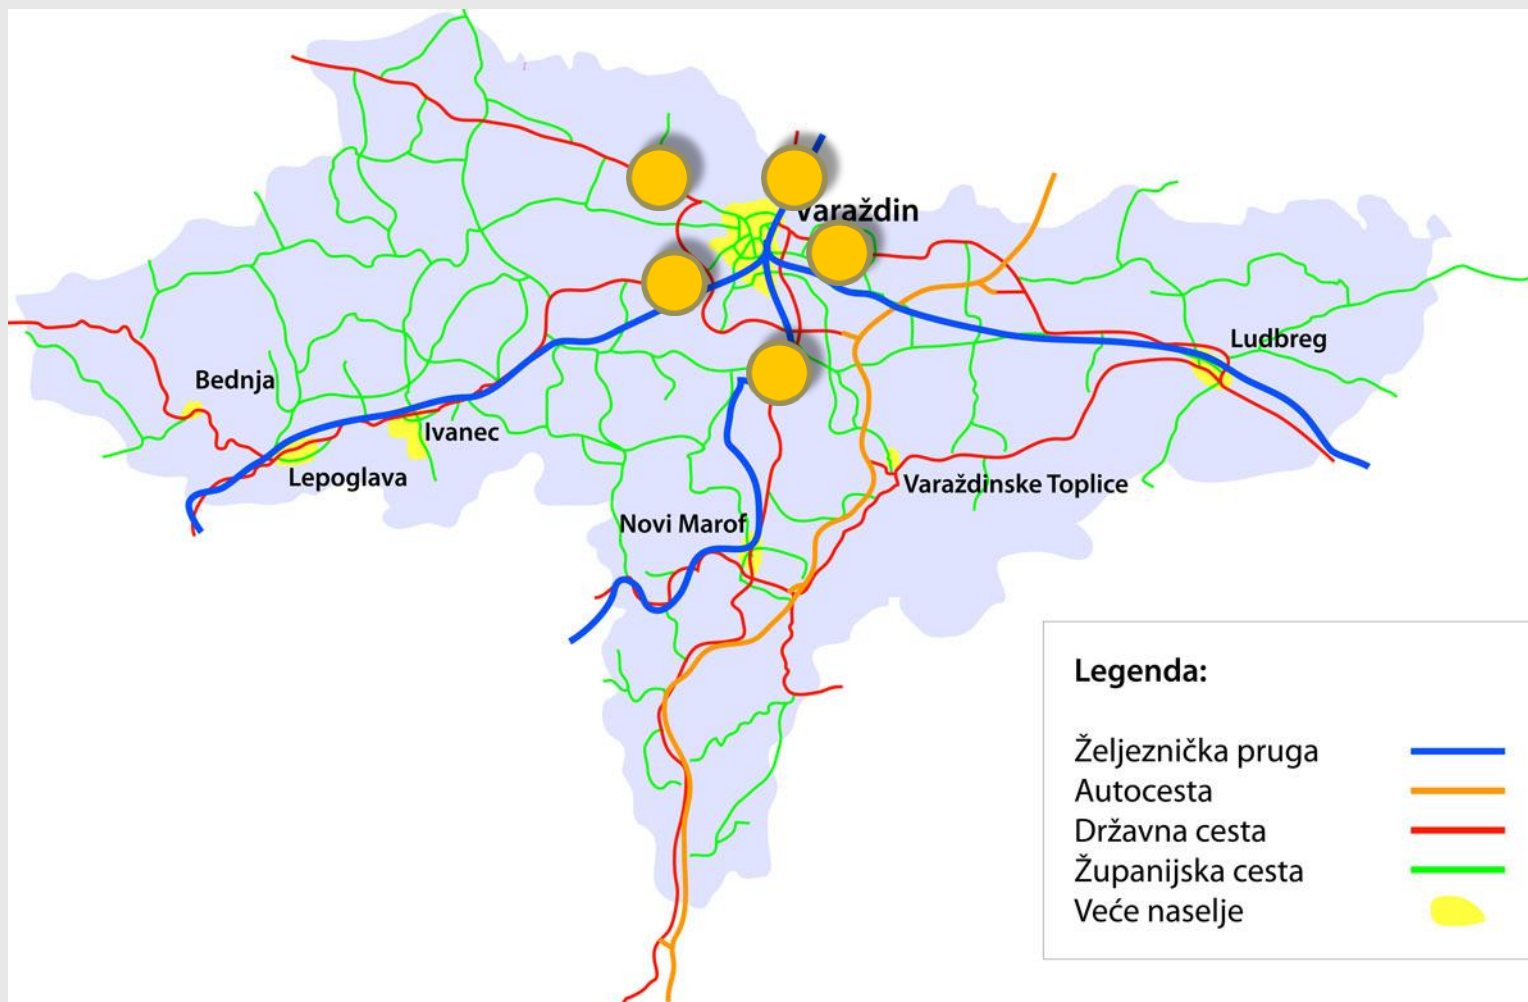 Varaždin
Ludbreg
Bednja
Ivanec
Lepoglava
Varaždinske Toplice
Novi Marof
Legenda:
Željeznička pruga
Autocesta
Državna cesta
Županijska cesta
Veće naselje